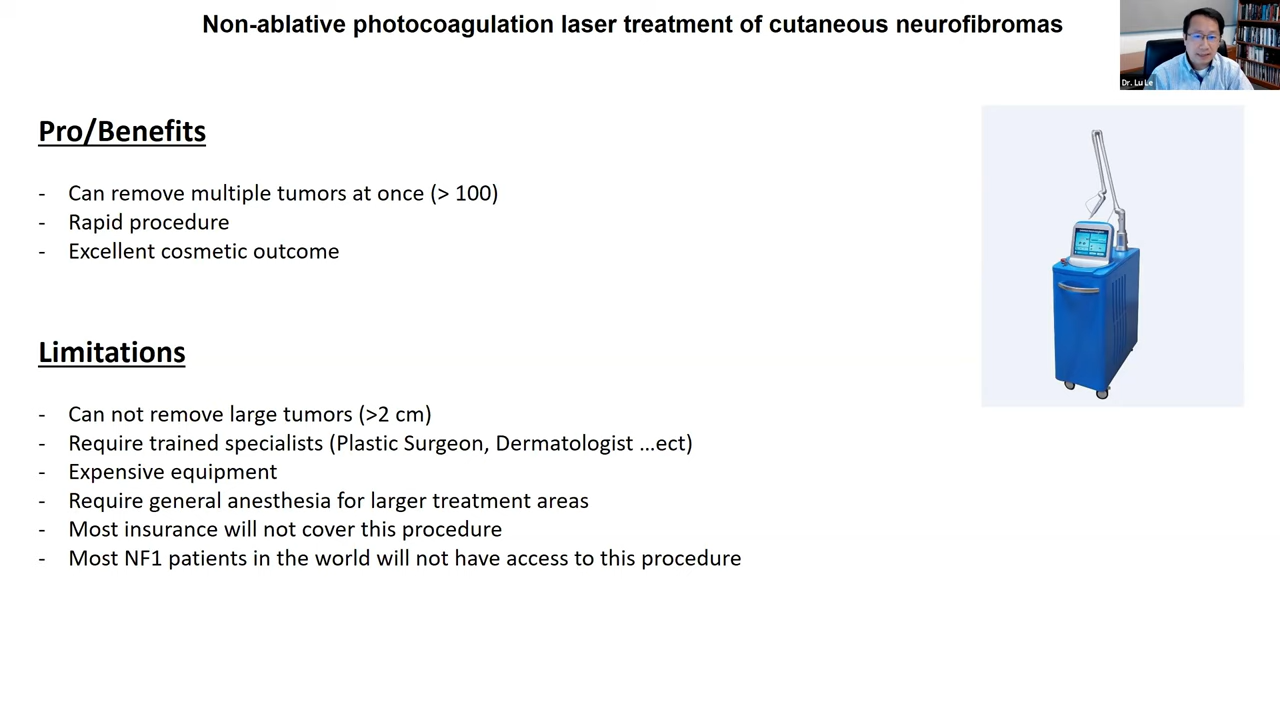 Non-ablative photocoagulation laser treatment of cutaneous neurofibromas
Dr. Lu Le
Pro/Benefits
- Can remove multiple tumors at once (> 100)
- Rapid procedure
- Excellent cosmetic outcome
Limitations
- Can not remove large tumors (>2 cm)
- Require trained specialists (Plastic Surgeon, Dermatologist ...ect)
- Expensive equipment
- Require general anesthesia for larger treatment areas
- Most insurance will not cover this procedure
- Most NF1 patients in the world will not have access to this procedure